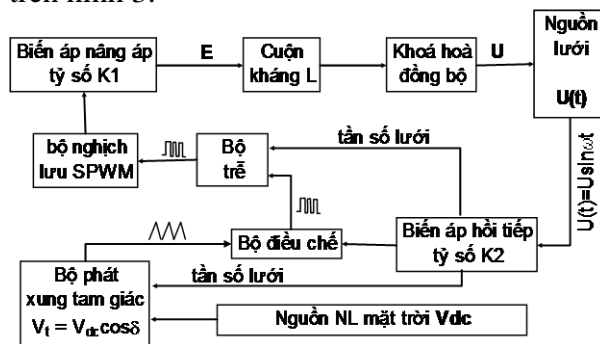 trên hình 3.
Biến áp nâng áp
tỷ số K1
E
Cuộn
kháng L
Khoá hoà
đồng bộ
U
Nguồn
lưới
U(t)
bộ nghịch
lưu SPWM
Bộ
trễ
tần số lưới
U(t)=Usinωt
Bộ điều chế
Biến áp hồi tiếp
tỷ số K2
Bộ phát
xung tam giác
Vt = Vdccosδ
tần số lưới
Nguồn NL mặt trời Vdc